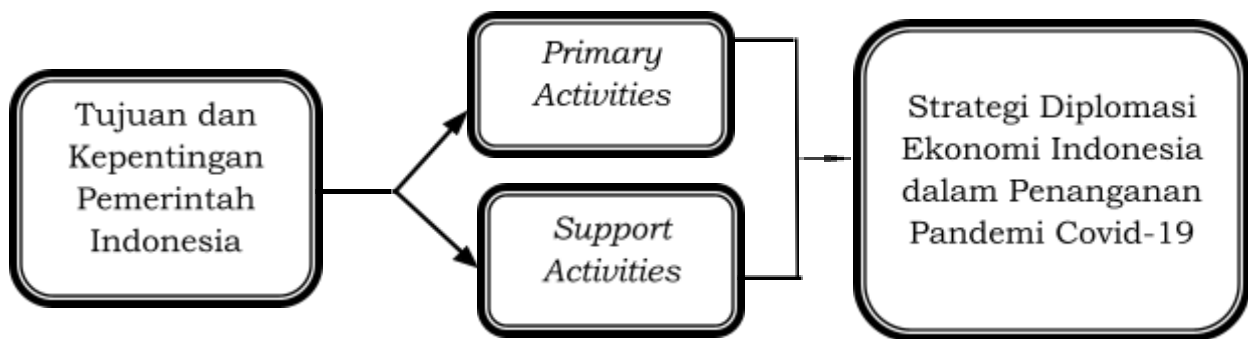 Tujuan dan
Kepentingan
Pemerintah
Indonesia
Primary
Activities
Support
Activities
Strategi Diplomasi
Ekonomi Indonesia
dalam Penanganan
Pandemi Covid-19